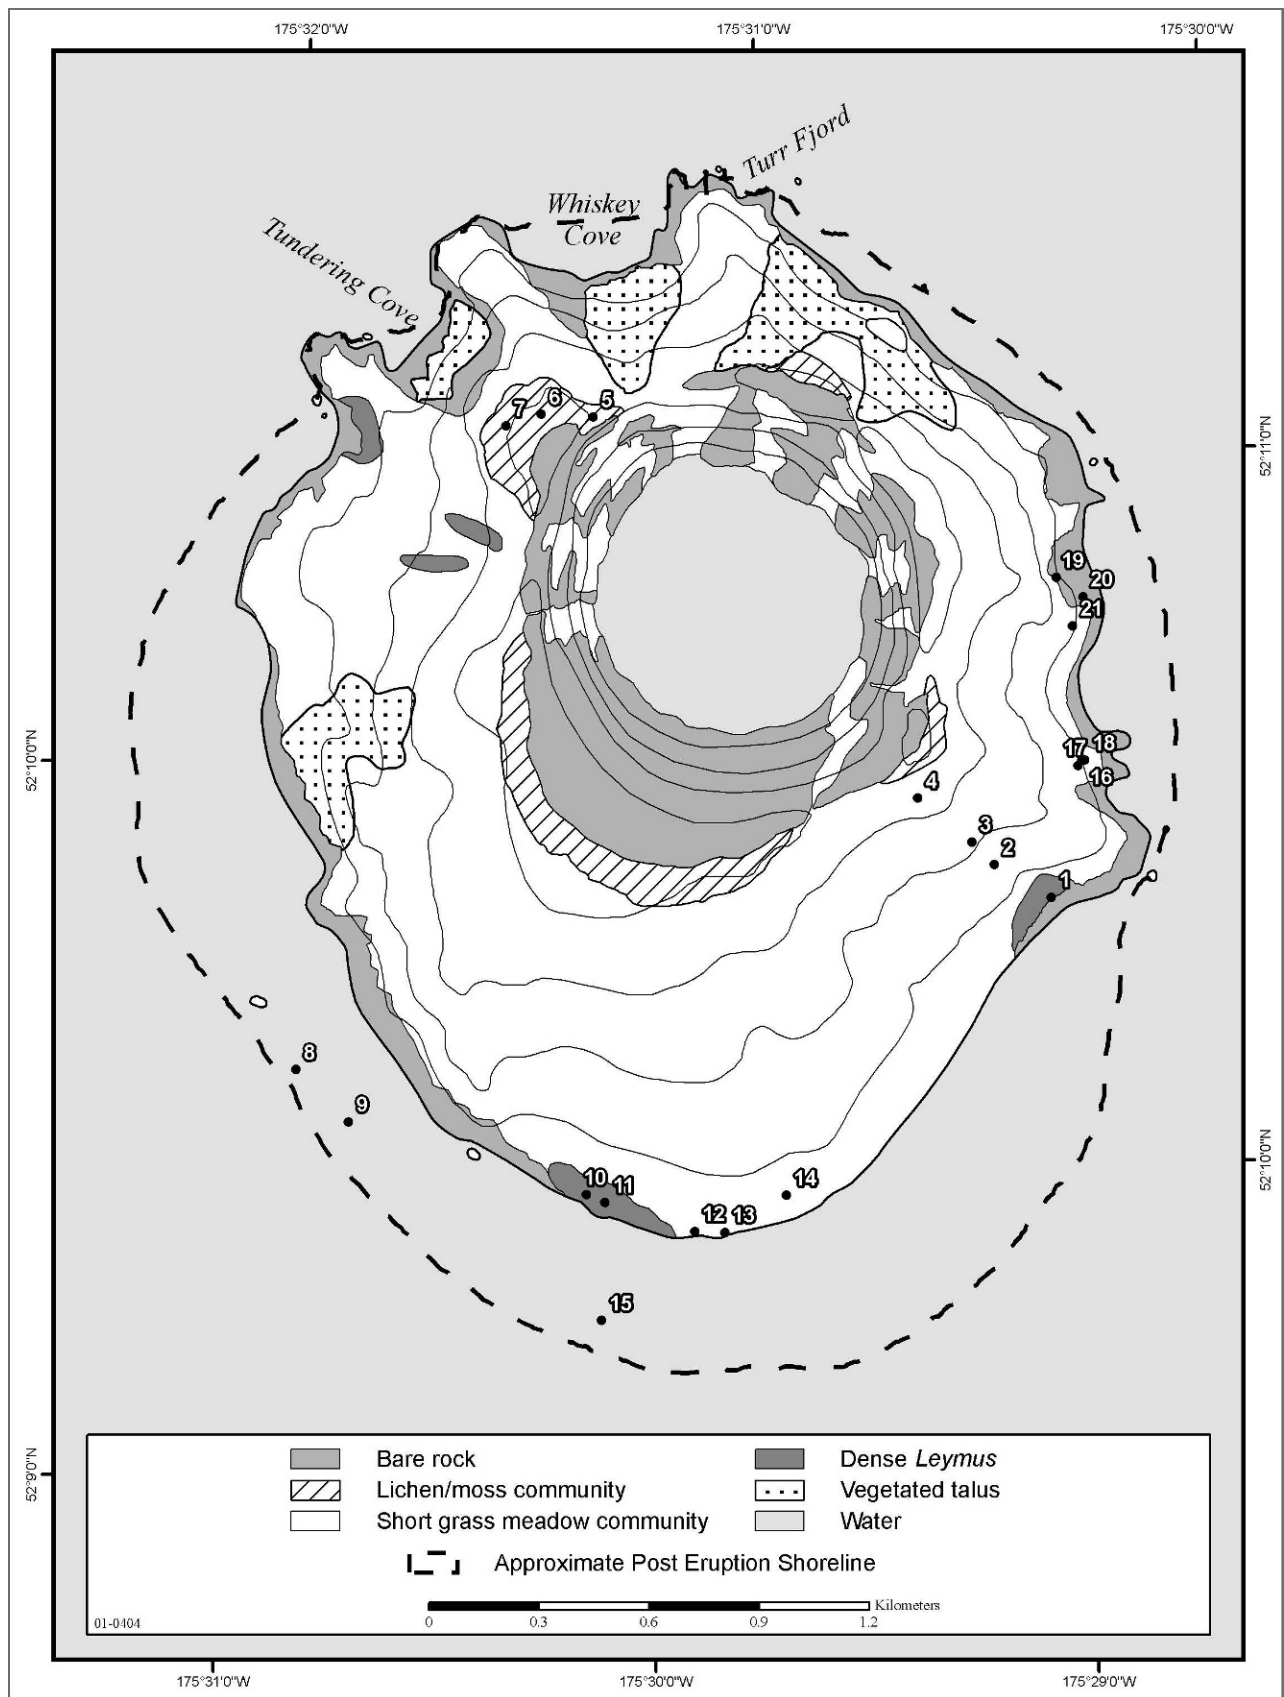 175°32'0"W
175°31'0"W
175°30'0"W
Turr Fjord
Whiskey
Cove
Tundering Cove
7
6
5
52°11'0"N
19
20
21
17
18
16
52°10'0"N
4
3
2
1
8
9
10
11
12
13
14
52°10'0"N
15
Bare rock
Dense Leymus
Lichen/moss community
Vegetated talus
Short grass meadow community
Water
52°9'0"N
Approximate Post Eruption Shoreline
Kilometers
01-0404
0
0.3
0.6
0.9
1.2
175°31'0"W
175°30'0"W
175°29'0"W